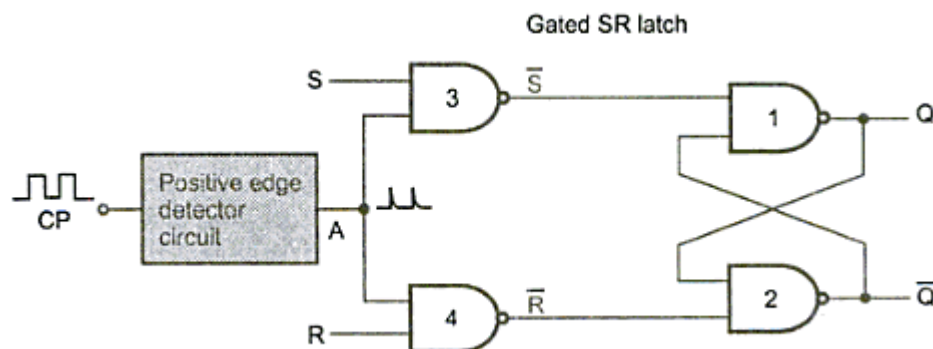 Gated SR latch
S
3
S̅
1
Q
CP
Positive edge
detector
circuit
A
R
4
R̅
2
Q̅